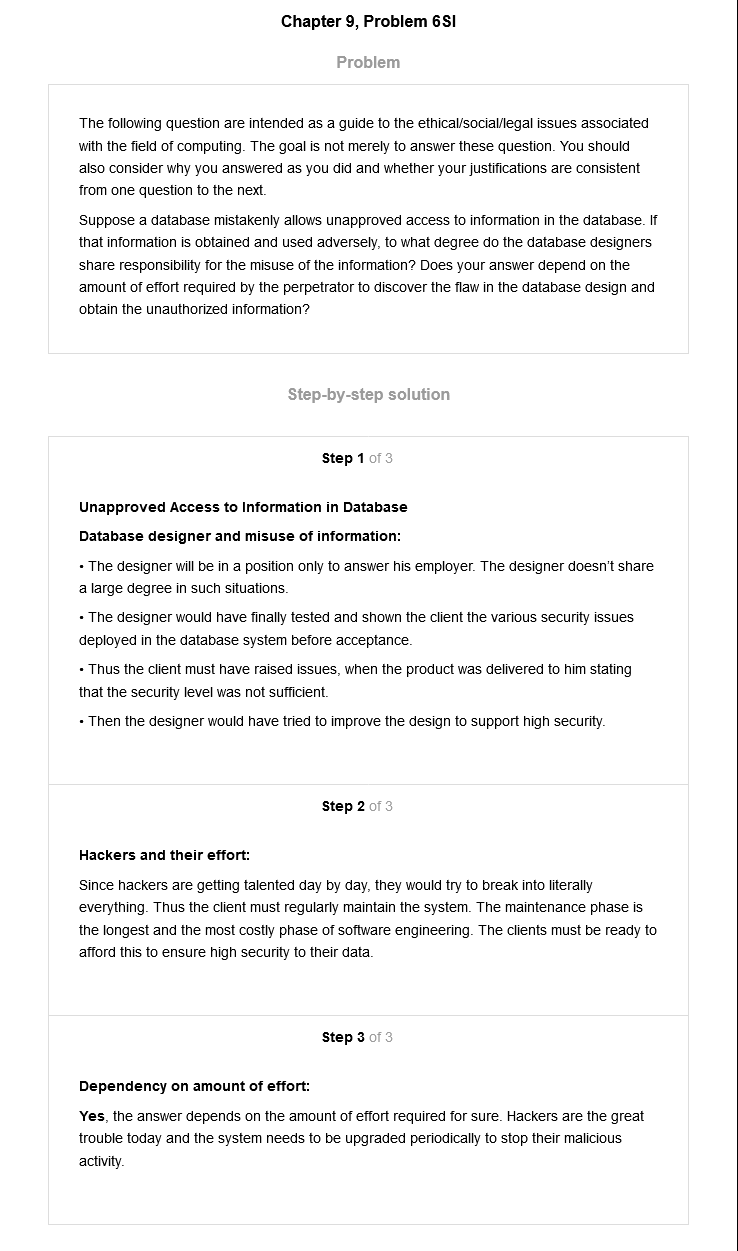 Chapter 9, Problem 6SI
Problem
The following question are intended as a guide to the ethical/social/legal issues associated
with the field of computing. The goal is not merely to answer these question. You should
also consider why you answered as you did and whether your justifications are consistent
from one question to the next.
Suppose a database mistakenly allows unapproved access to information in the database. If
that information is obtained and used adversely, to what degree do the database designers
share responsibility for the misuse of the information? Does your answer depend on the
amount of effort required by the perpetrator to discover the flaw in the database design and
obtain the unauthorized information?
Step-by-step solution
Step 1 of 3
Unapproved Access to Information in Database
Database designer and misuse of information:
• The designer will be in a position only to answer his employer. The designer doesn’t share
a large degree in such situations.
• The designer would have finally tested and shown the client the various security issues
deployed in the database system before acceptance.
• Thus the client must have raised issues, when the product was delivered to him stating
that the security level was not sufficient.
• Then the designer would have tried to improve the design to support high security.
Step 2 of 3
Hackers and their effort:
Since hackers are getting talented day by day, they would try to break into literally
everything. Thus the client must regularly maintain the system. The maintenance phase is
the longest and the most costly phase of software engineering. The clients must be ready to
afford this to ensure high security to their data.
Step 3 of 3
Dependency on amount of effort:
Yes, the answer depends on the amount of effort required for sure. Hackers are the great
trouble today and the system needs to be upgraded periodically to stop their malicious
activity.